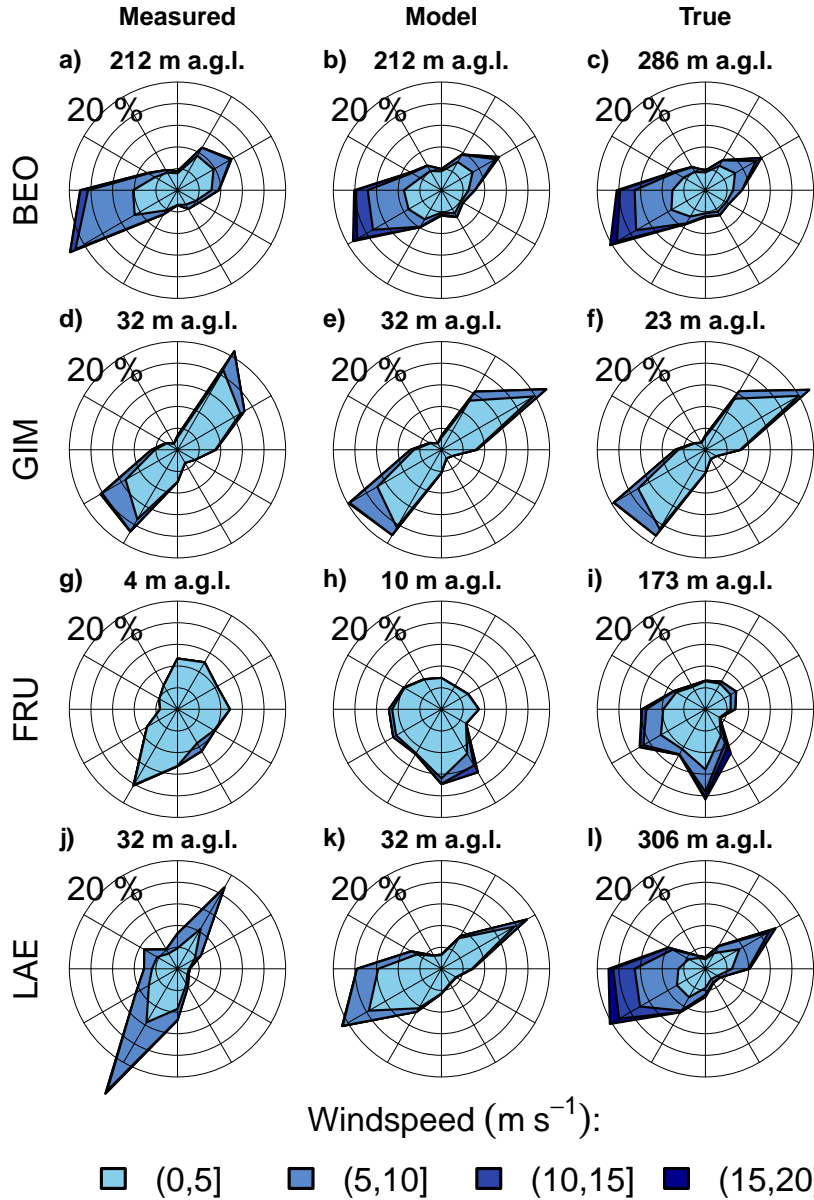 Measured Model True
a) 212 m a.g.l. b) 212 m a.g.l. c) 286 m a.g.l.
20 % 20 % 20 %
BEO
d) 32 m a.g.l. e) 32 m a.g.l. f) 23 m a.g.l.
20 % 20 % 20 %
GIM
g) 4 m a.g.l. h) 10 m a.g.l. i) 173 m a.g.l.
20 % 20 % 20 %
FRU
j) 32 m a.g.l. k) 32 m a.g.l. l) 306 m a.g.l.
20 % 20 % 20 %
LAE
Windspeed (m s⁻¹):
(0,5] (5,10] (10,15] (15,20]